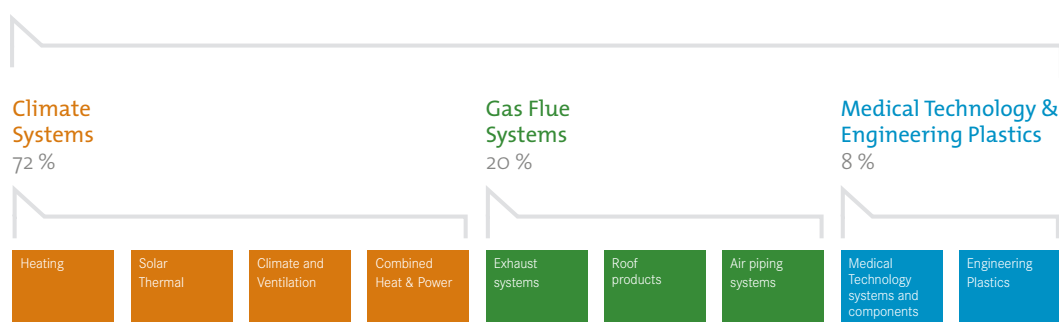 Climate
Systems
72 %
Gas Flue
Systems
20 %
Medical Technology &
Engineering Plastics
8 %
Heating
Solar
Thermal
Climate and
Ventilation
Combined
Heat & Power
Exhaust
systems
Roof
products
Air piping
systems
Medical
Technology
systems and
components
Engineering
Plastics